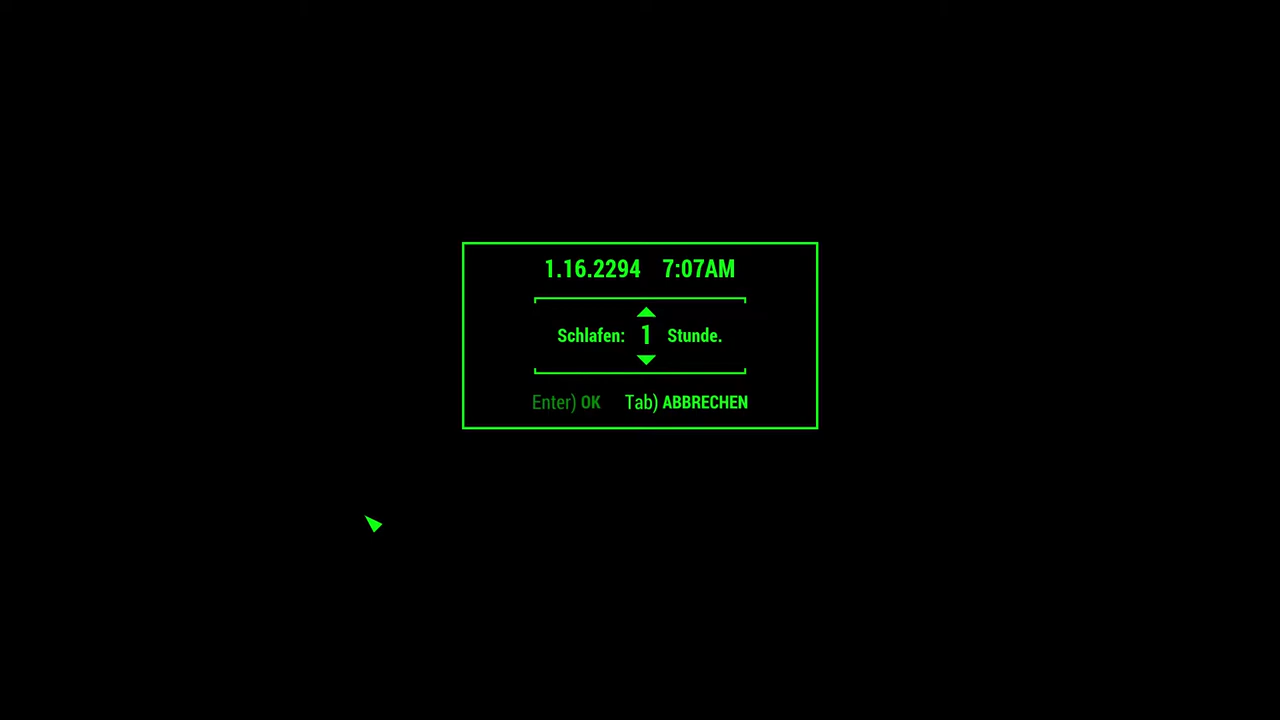 1.16.2294 7:07AM
Schlafen: 1 Stunde.
Enter) OK Tab) ABBRECHEN